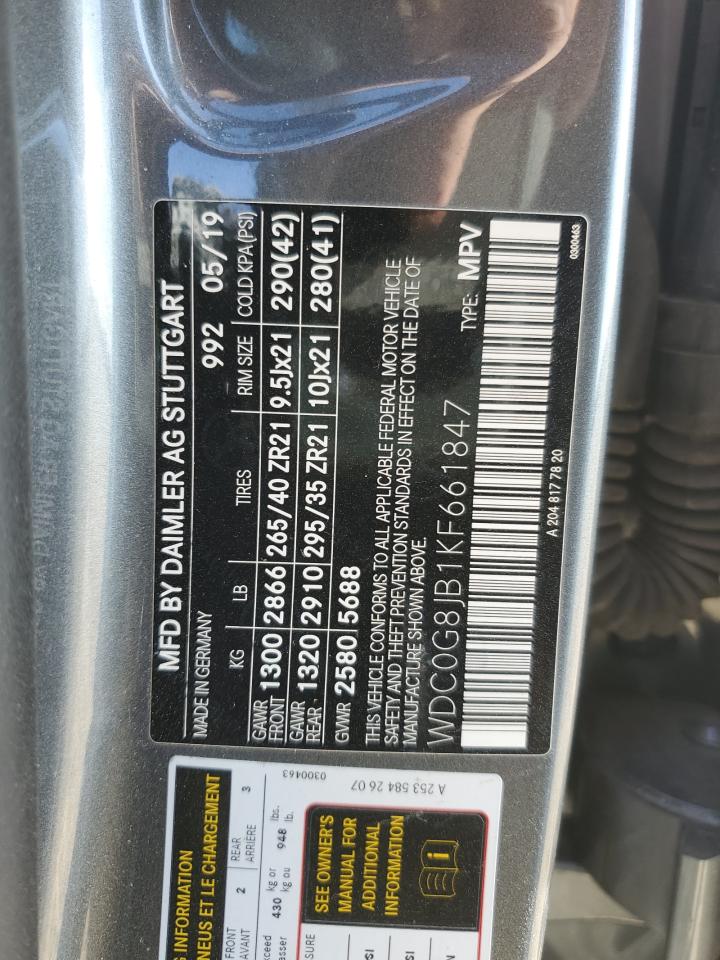 MFD BY DAIMLER AG STUTTGART
MADE IN GERMANY 992 05/19
KG LB TIRES RIM SIZE COLD KPA(PSI)
GAWR FRONT 1300 2866 265/40 ZR21 9.5Jx21 290(42)
GAWR REAR 1320 2910 295/35 ZR21 10Jx21 280(41)
GVWR 2580 5688
THIS VEHICLE CONFORMS TO ALL APPLICABLE FEDERAL MOTOR VEHICLE
SAFETY AND THEFT PREVENTION STANDARDS IN EFFECT ON THE DATE OF
MANUFACTURE SHOWN ABOVE.
WDC0G8JB1KF661847 TYPE: MPV
A 204 817 78 20
0300463
INFORMATION
NEUS ET LE CHARGEMENT
FRONT 2 REAR 3
AVANT ARRIÈRE
430 kg or 948 lbs.
kg ou lb.
SEE OWNER'S
MANUAL FOR
ADDITIONAL
INFORMATION
A 253 584 26 07
0300463